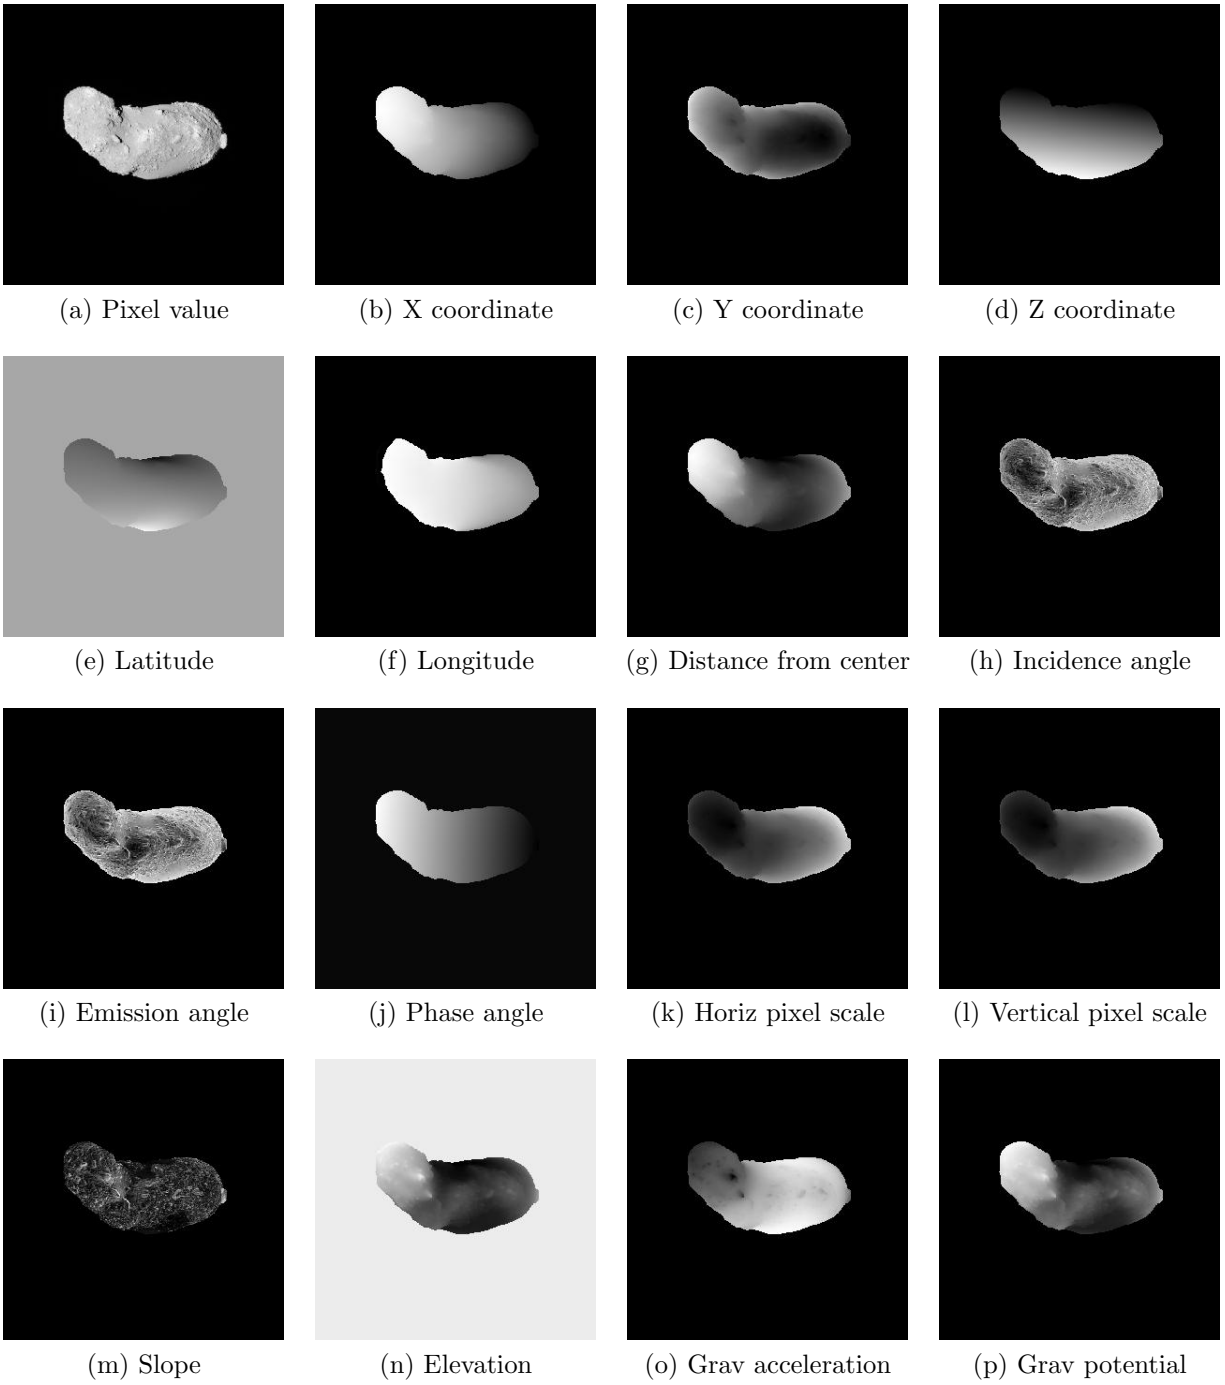 (a) Pixel value
(b) X coordinate
(c) Y coordinate
(d) Z coordinate
(e) Latitude
(f) Longitude
(g) Distance from center
(h) Incidence angle
(i) Emission angle
(j) Phase angle
(k) Horiz pixel scale
(l) Vertical pixel scale
(m) Slope
(n) Elevation
(o) Grav acceleration
(p) Grav potential